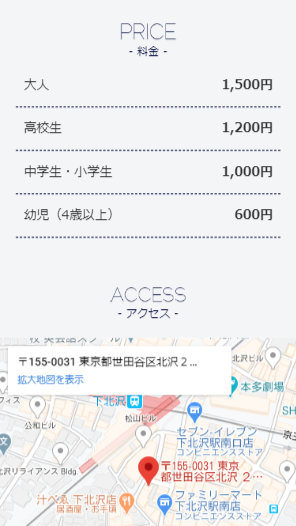 PRICE
- 料金 -
大人 1,500円
高校生 1,200円
中学生・小学生 1,000円
幼児（4歳以上） 600円
ACCESS
- アクセス -
〒155-0031 東京都世田谷区北沢２...
拡大地図を表示
北沢ビル
本多劇場
下北沢
松山ビル
公和ビル
セブン-イレブン
下北沢駅南口店
コンビニエンスストア
〒155-0031 東京
都世田谷区北沢 ２…
北沢リライアンス Bldg.
汁べゑ 下北沢店
居酒屋・お手頃
ファミリーマート
下北沢駅南店
コンビニエンスストア